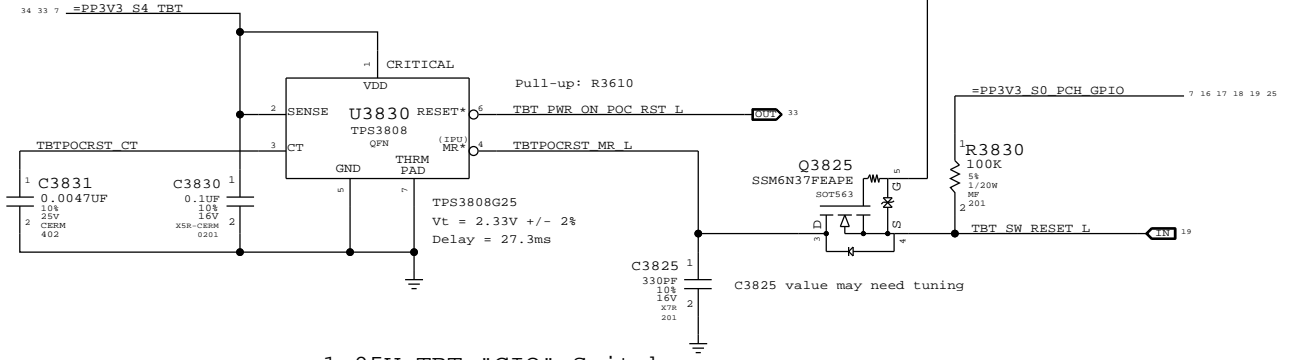 34 33 7 =PP3V3_S4_TBT
1 CRITICAL
VDD
2 SENSE
U3830
TPS3808
QFN
RESET* 6
Pull-up: R3610
TBT_PWR_ON_POC_RST_L
OUT 33
TBTPOCRST_CT
3 CT
(IPU)
MR* 4
TBTPOCRST_MR_L
GND
THRM
PAD
5
7
1 C3831
0.0047UF
10%
25V
CERM
402
2
C3830 1
0.1UF
10%
16V
X5R-CERM
0201
2
TPS3808G25
Vt = 2.33V +/- 2%
Delay = 27.3ms
=PP3V3_S0_PCH_GPIO 7 16 17 18 19 25
1 R3830
100K
5%
1/20W
MF
201
2
Q3825
SSM6N37FEAPE
SOT563
5
G
D
S
3
4
TBT_SW_RESET_L
IN 19
C3825 1
330PF
10%
16V
X7R
201
2
C3825 value may need tuning